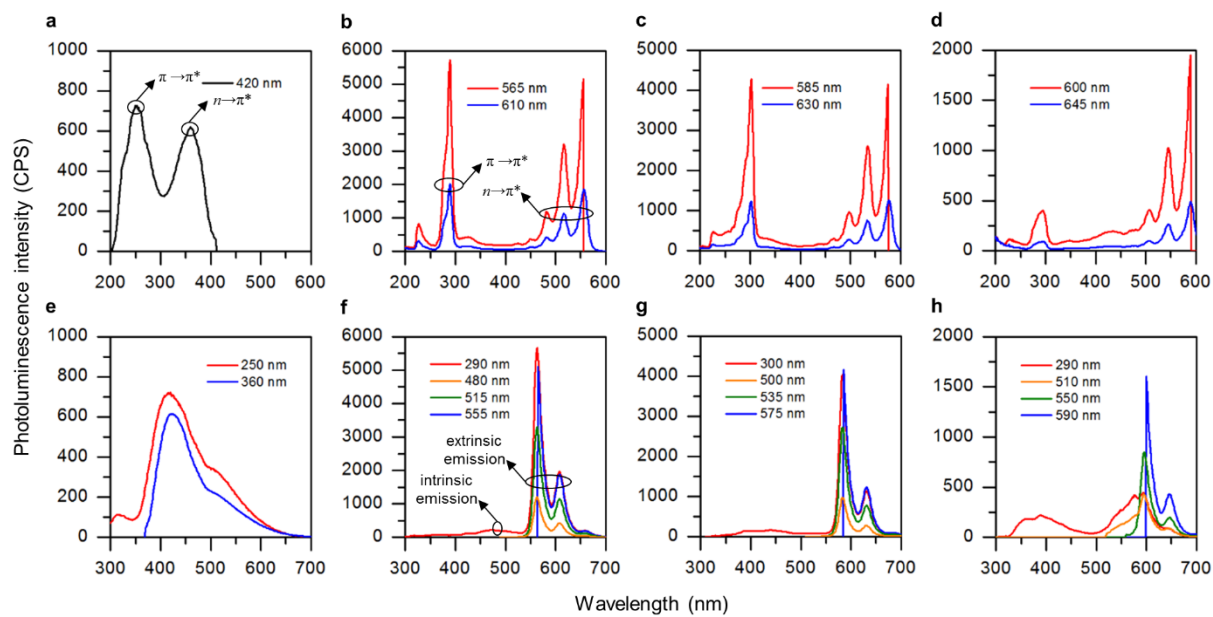 a
b
c
d
Photoluminescence intensity (CPS)
1000
800
600
400
200
0
200 300 400 500 600
π→π*
n→π*
420 nm
6000
5000
4000
3000
2000
1000
0
200 300 400 500 600
565 nm
610 nm
π→π*
n→π*
5000
4000
3000
2000
1000
0
200 300 400 500 600
585 nm
630 nm
2000
1500
1000
500
0
200 300 400 500 600
600 nm
645 nm
e
f
g
h
1000
800
600
400
200
0
300 400 500 600 700
250 nm
360 nm
6000
5000
4000
3000
2000
1000
0
300 400 500 600 700
290 nm
480 nm
515 nm
555 nm
extrinsic
emission
intrinsic
emission
5000
4000
3000
2000
1000
0
300 400 500 600 700
300 nm
500 nm
535 nm
575 nm
2000
1500
1000
500
0
300 400 500 600 700
290 nm
510 nm
550 nm
590 nm
Wavelength (nm)